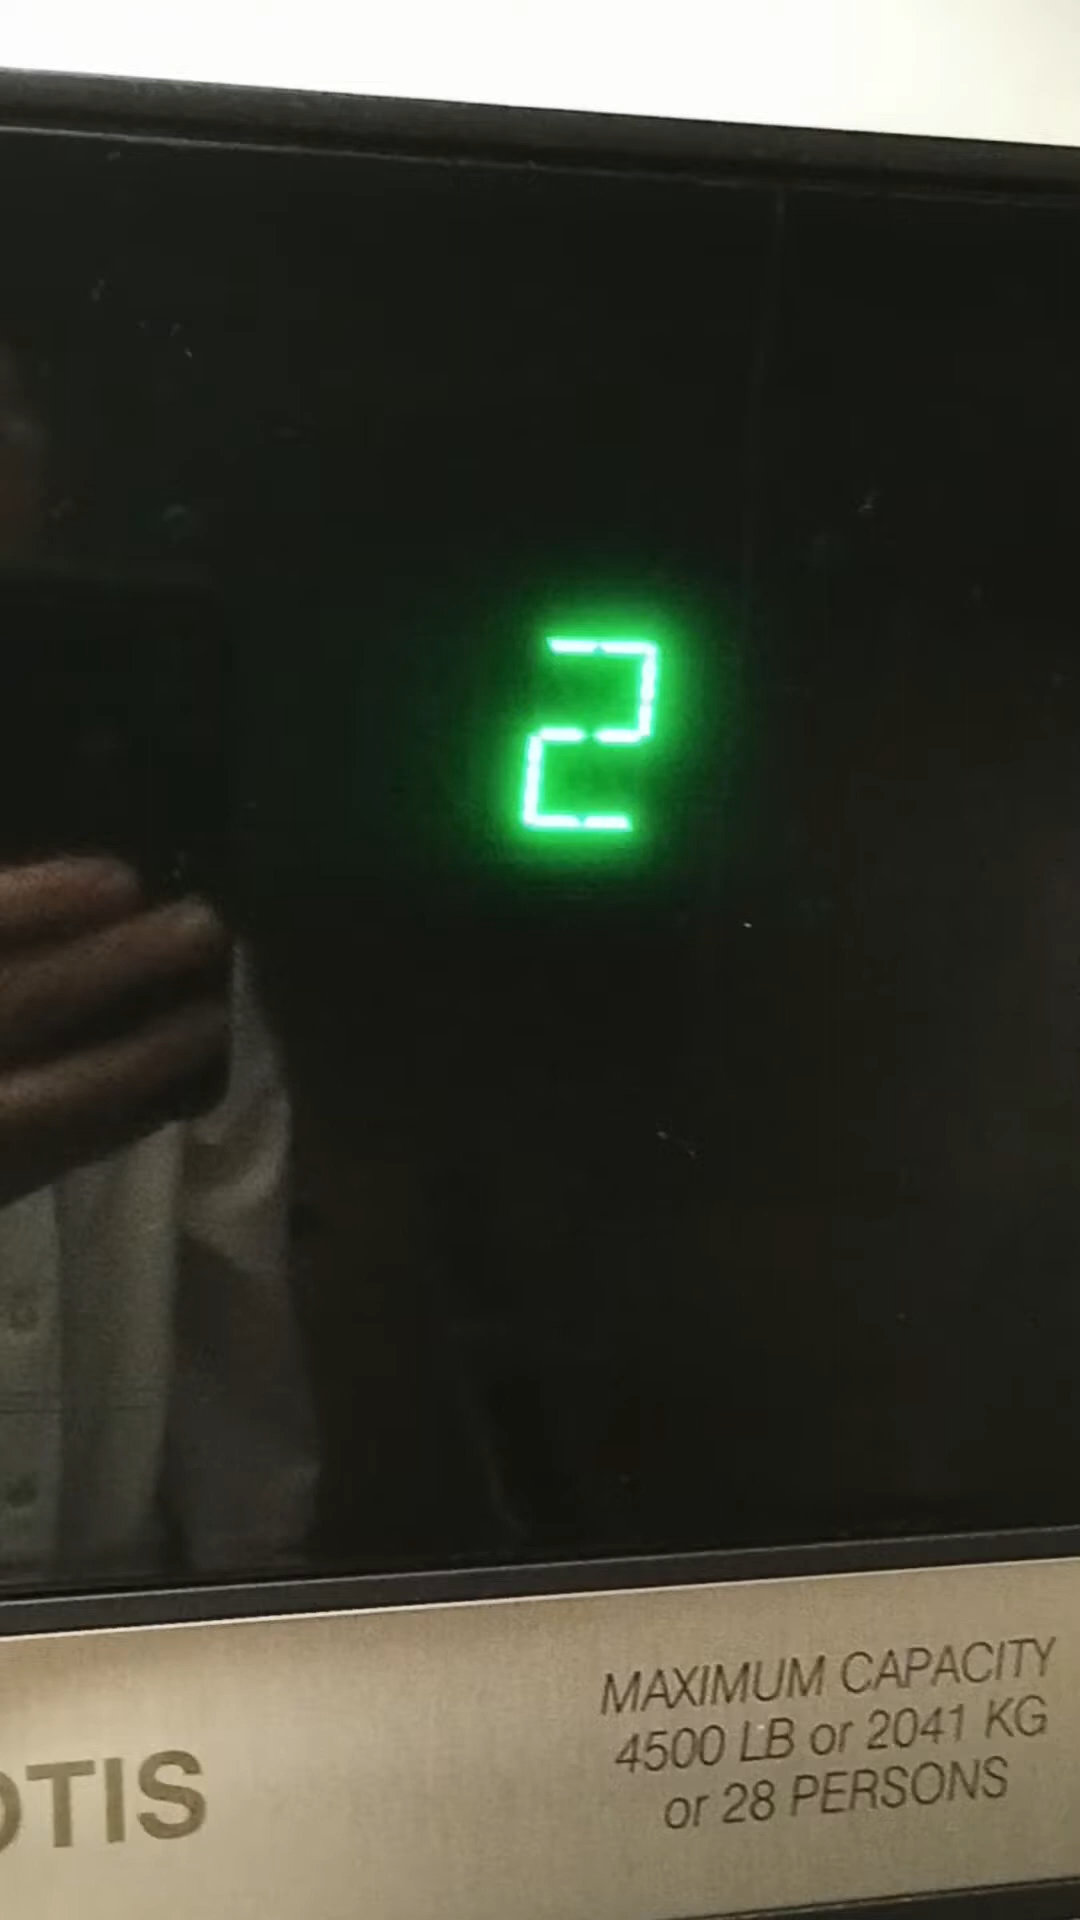 2
MAXIMUM CAPACITY
4500 LB or 2041 KG
or 28 PERSONS
OTIS